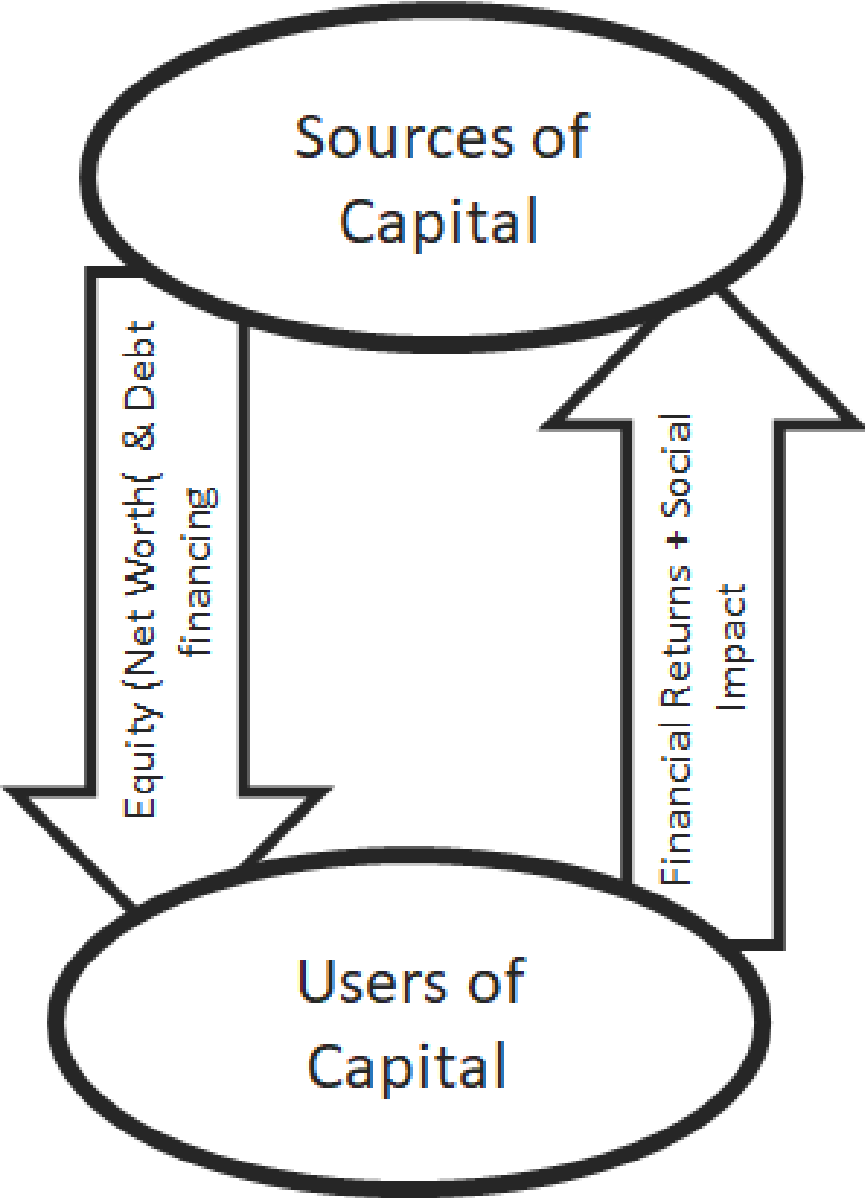 Sources of
Capital
Equity (Net Worth( & Debt
financing
Financial Returns + Social
Impact
Users of
Capital